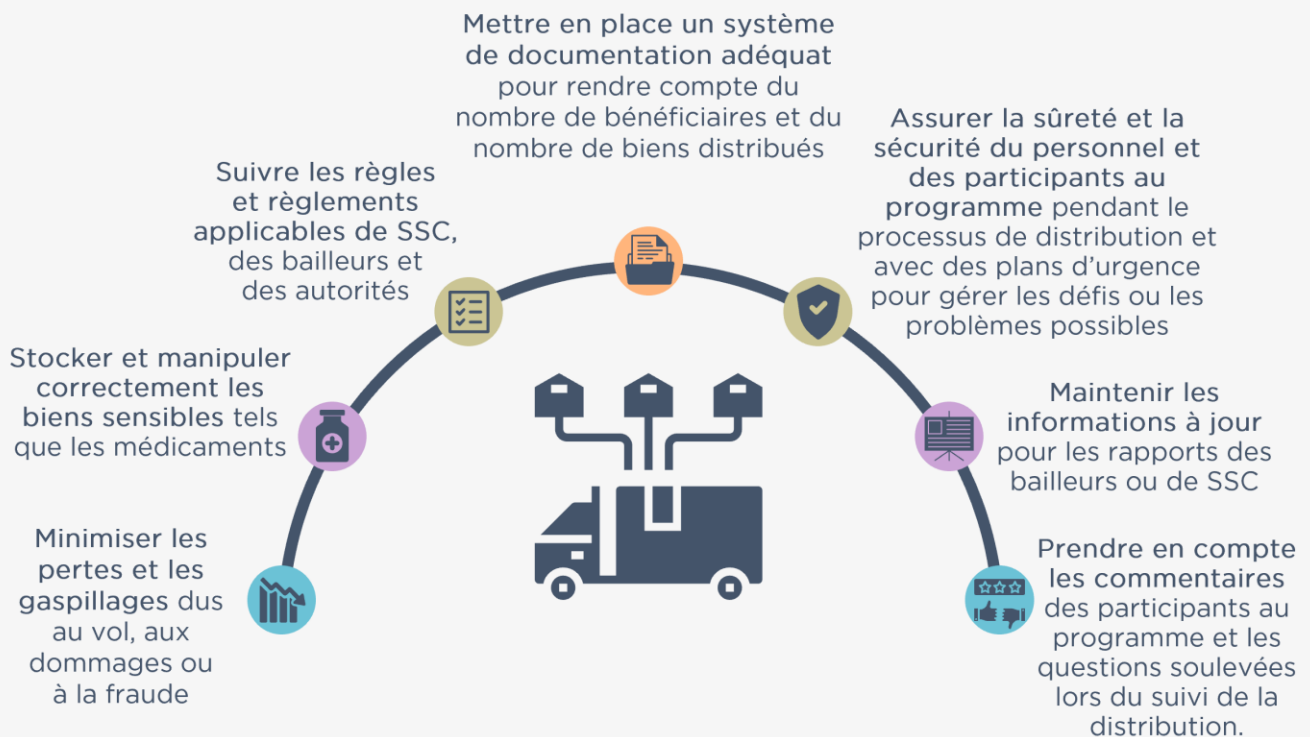 Minimiser les
pertes et les
gaspillages dus
au vol, aux
dommages ou
à la fraude
Stocker et manipuler
correctement les
biens sensibles tels
que les médicaments
Suivre les règles
et règlements
applicables de SSC,
des bailleurs et
des autorités
Mettre en place un système
de documentation adéquat
pour rendre compte du
nombre de bénéficiaires et du
nombre de biens distribués
Assurer la sûreté et la
sécurité du personnel et
des participants au
programme pendant le
processus de distribution et
avec des plans d’urgence
pour gérer les défis ou les
problèmes possibles
Maintenir les
informations à jour
pour les rapports des
bailleurs ou de SSC
Prendre en compte
les commentaires
des participants au
programme et les
questions soulevées
lors du suivi de la
distribution.